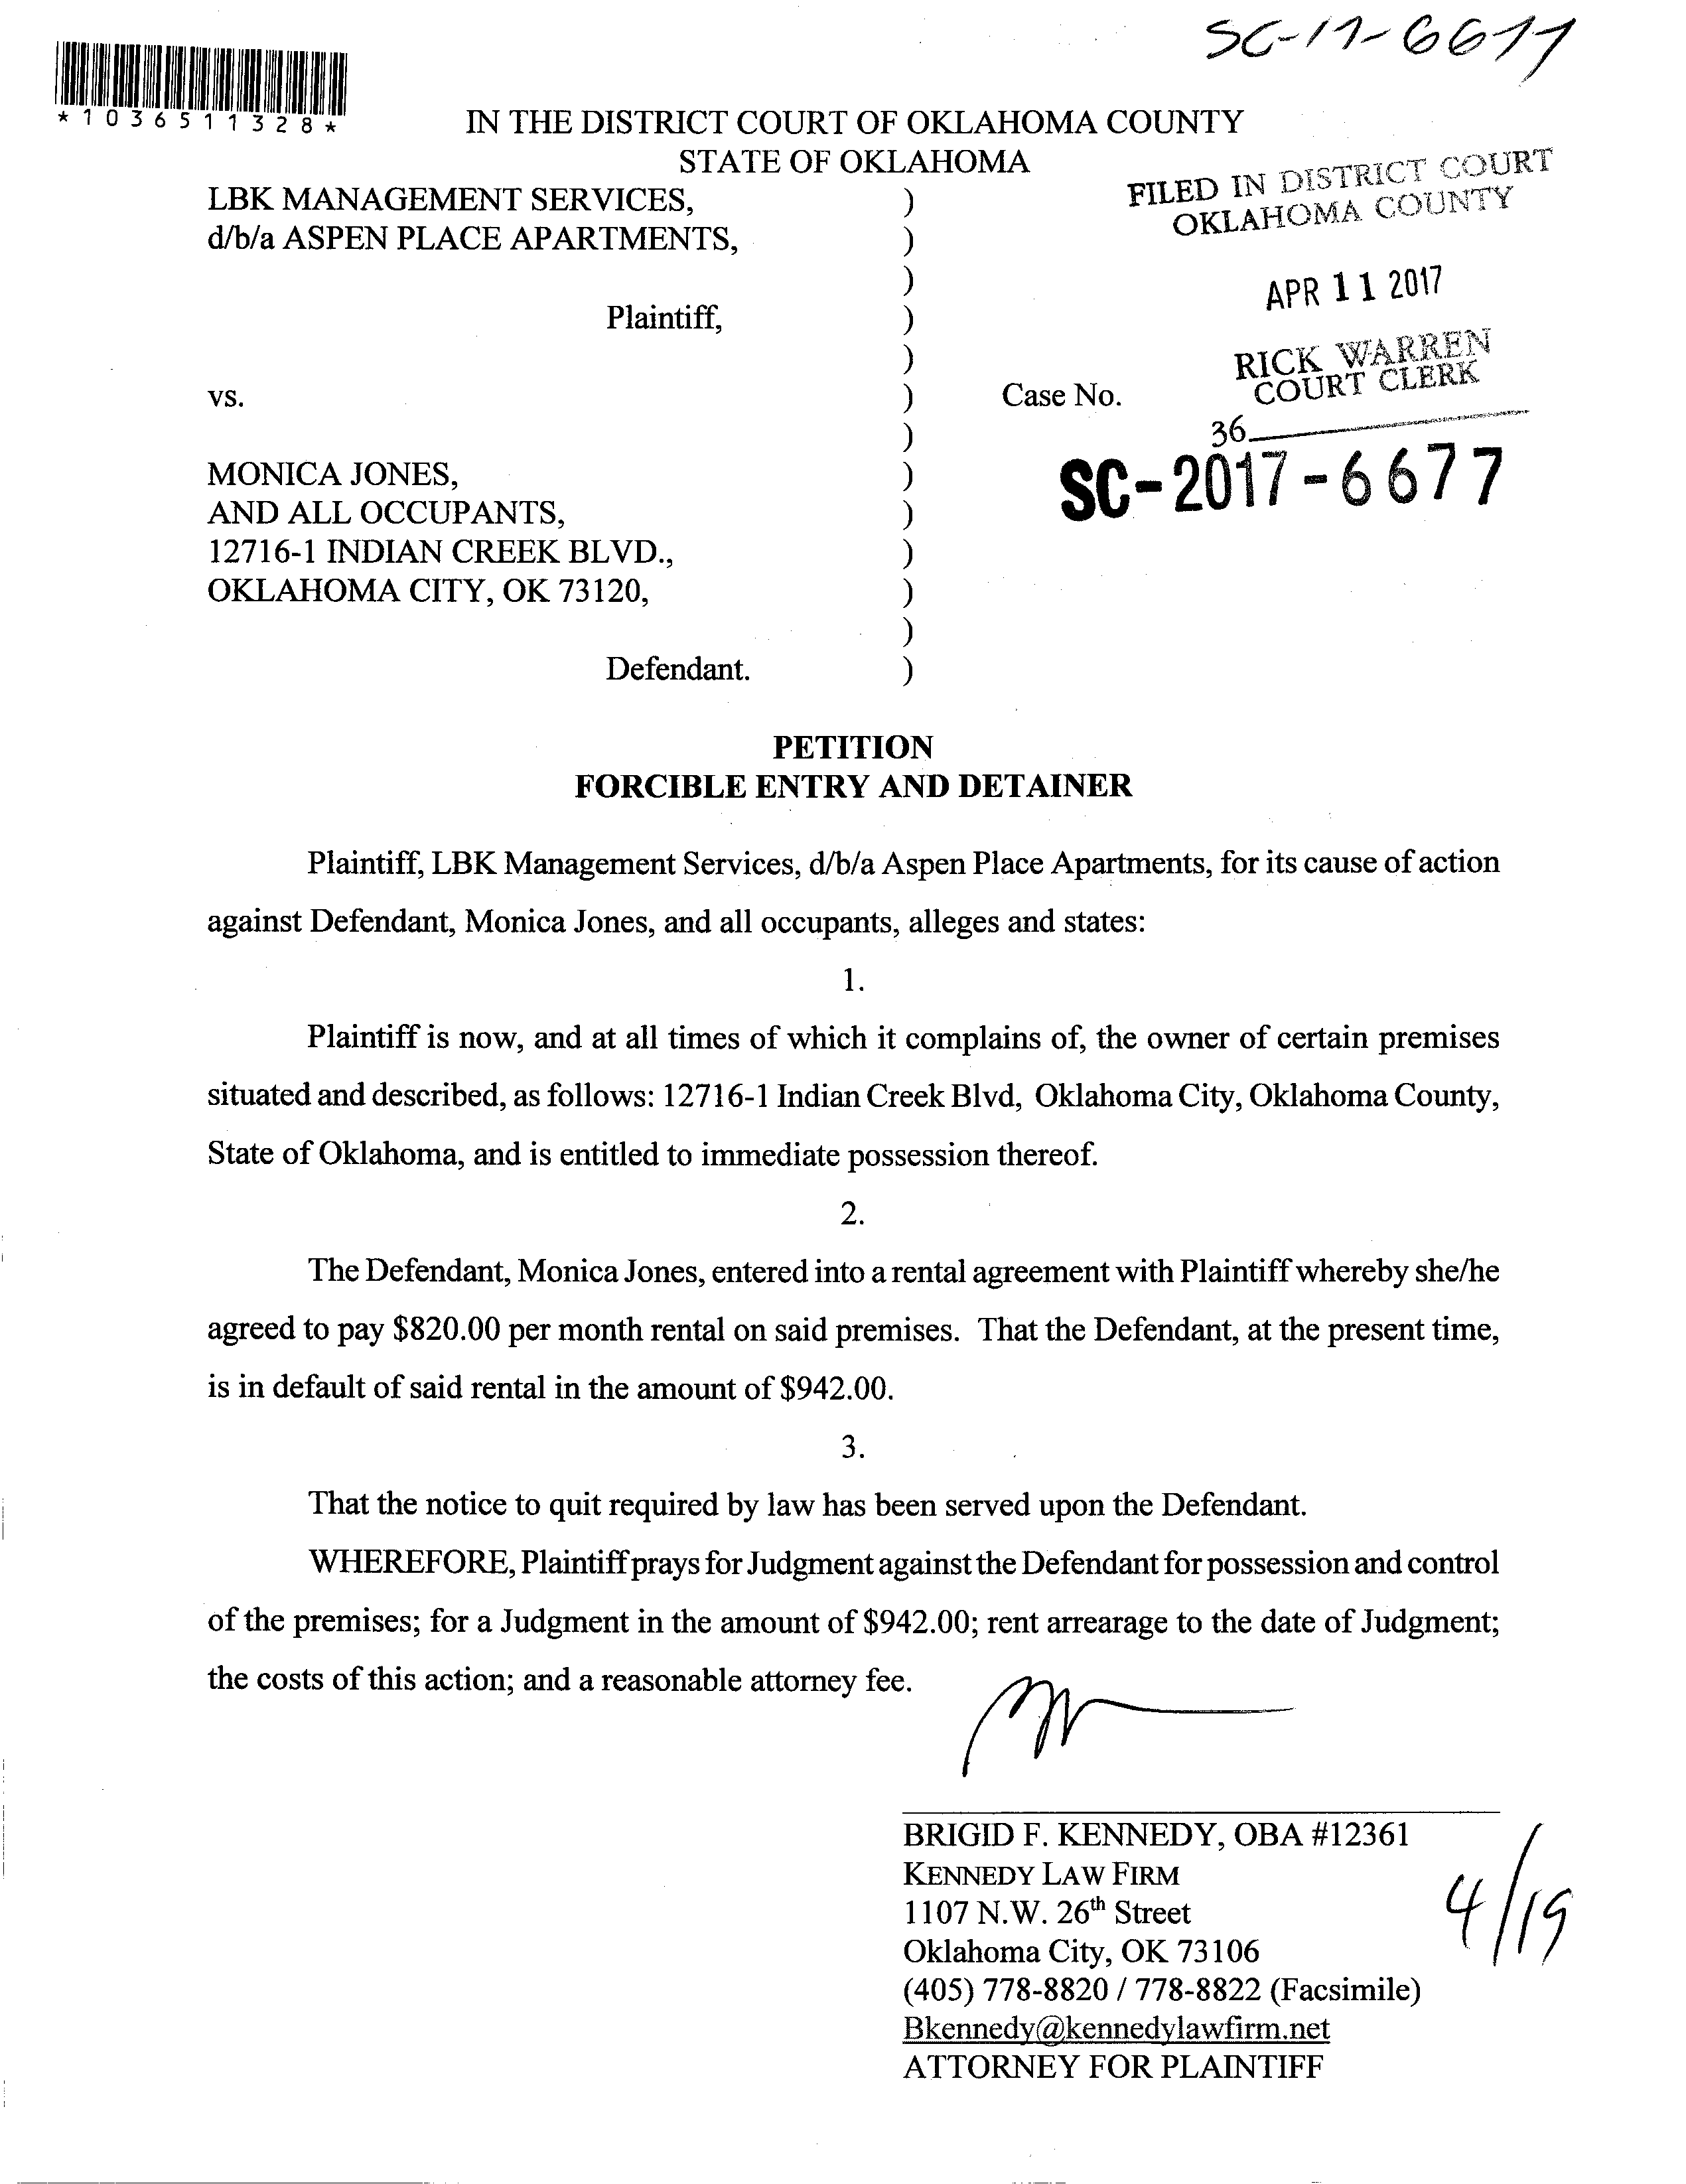 SC-17-6677
*1036511328*
IN THE DISTRICT COURT OF OKLAHOMA COUNTY
STATE OF OKLAHOMA
FILED IN DISTRICT COURT
OKLAHOMA COUNTY
LBK MANAGEMENT SERVICES, )
d/b/a ASPEN PLACE APARTMENTS, )
)
APR 11 2017
Plaintiff, )
)
RICK WARREN
COURT CLERK
vs. ) Case No.
)
36
SC-2017-6677
MONICA JONES, )
AND ALL OCCUPANTS, )
12716-1 INDIAN CREEK BLVD., )
OKLAHOMA CITY, OK 73120, )
)
Defendant. )
PETITION
FORCIBLE ENTRY AND DETAINER
Plaintiff, LBK Management Services, d/b/a Aspen Place Apartments, for its cause of action
against Defendant, Monica Jones, and all occupants, alleges and states:
1.
Plaintiff is now, and at all times of which it complains of, the owner of certain premises
situated and described, as follows: 12716-1 Indian Creek Blvd, Oklahoma City, Oklahoma County,
State of Oklahoma, and is entitled to immediate possession thereof.
2.
The Defendant, Monica Jones, entered into a rental agreement with Plaintiff whereby she/he
agreed to pay $820.00 per month rental on said premises. That the Defendant, at the present time,
is in default of said rental in the amount of $942.00.
3.
That the notice to quit required by law has been served upon the Defendant.
WHEREFORE, Plaintiff prays for Judgment against the Defendant for possession and control
of the premises; for a Judgment in the amount of $942.00; rent arrearage to the date of Judgment;
the costs of this action; and a reasonable attorney fee.
BRIGID F. KENNEDY, OBA #12361
KENNEDY LAW FIRM
1107 N.W. 26th Street
Oklahoma City, OK 73106
(405) 778-8820 / 778-8822 (Facsimile)
Bkennedy@kennedylawfirm.net
ATTORNEY FOR PLAINTIFF
4/19